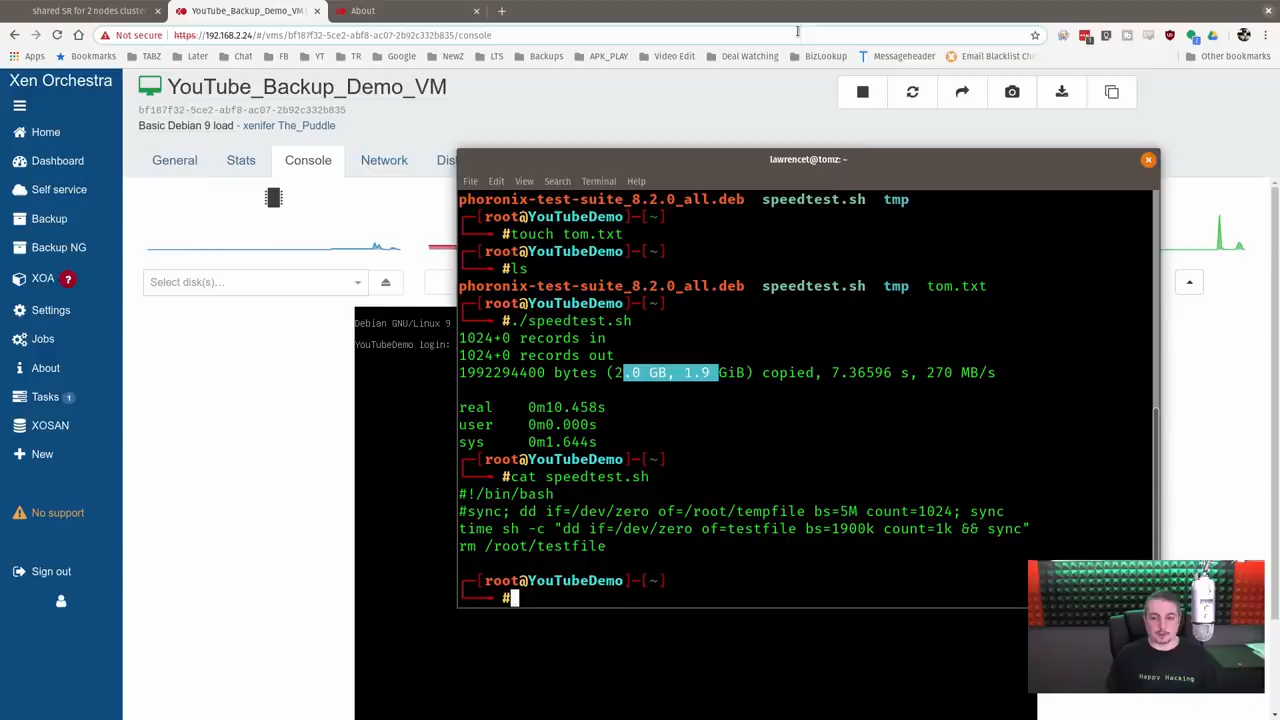 shared SR for 2 nodes cluster
YouTube_Backup_Demo_VM
About
Not secure
https://192.168.2.24/#/vms/bf187f32-5ce2-abf8-ac07-2b92c332b835/console
Apps
TABZ
Later
Chat
FB
YT
TR
Google
NewZ
LTS
Backups
APK_PLAY
Video Edit
Deal Watching
BizLookup
Messageheader
Email Blacklist Che
Other bookmarks
Xen Orchestra
YouTube_Backup_Demo_VM
bf187f32-5ce2-abf8-ac07-2b92c332b835
Basic Debian 9 load - xenifer The_Puddle
Home
Dashboard
Self service
Backup
Backup NG
XOA ?
Settings
Jobs
About
Tasks 1
XOSAN
New
No support
Sign out
General
Stats
Console
Network
Dis
Select disk(s)…
Debian GNU/Linux 9
YouTubeDemo login:
lawrencet@tomz: ~
File Edit View Search Terminal Help
phoronix-test-suite_8.2.0_all.deb speedtest.sh tmp
[root@YouTubeDemo]-[~]
#touch tom.txt
[root@YouTubeDemo]-[~]
#ls
phoronix-test-suite_8.2.0_all.deb speedtest.sh tmp tom.txt
[root@YouTubeDemo]-[~]
#./speedtest.sh
1024+0 records in
1024+0 records out
1992294400 bytes (2.0 GB, 1.9 GiB) copied, 7.36596 s, 270 MB/s
real 0m10.458s
user 0m0.000s
sys 0m1.644s
[root@YouTubeDemo]-[~]
#cat speedtest.sh
#!/bin/bash
#sync; dd if=/dev/zero of=/root/tempfile bs=5M count=1024; sync
time sh -c "dd if=/dev/zero of=testfile bs=1900k count=1k && sync"
rm /root/testfile
[root@YouTubeDemo]-[~]
#
Happy Hacking